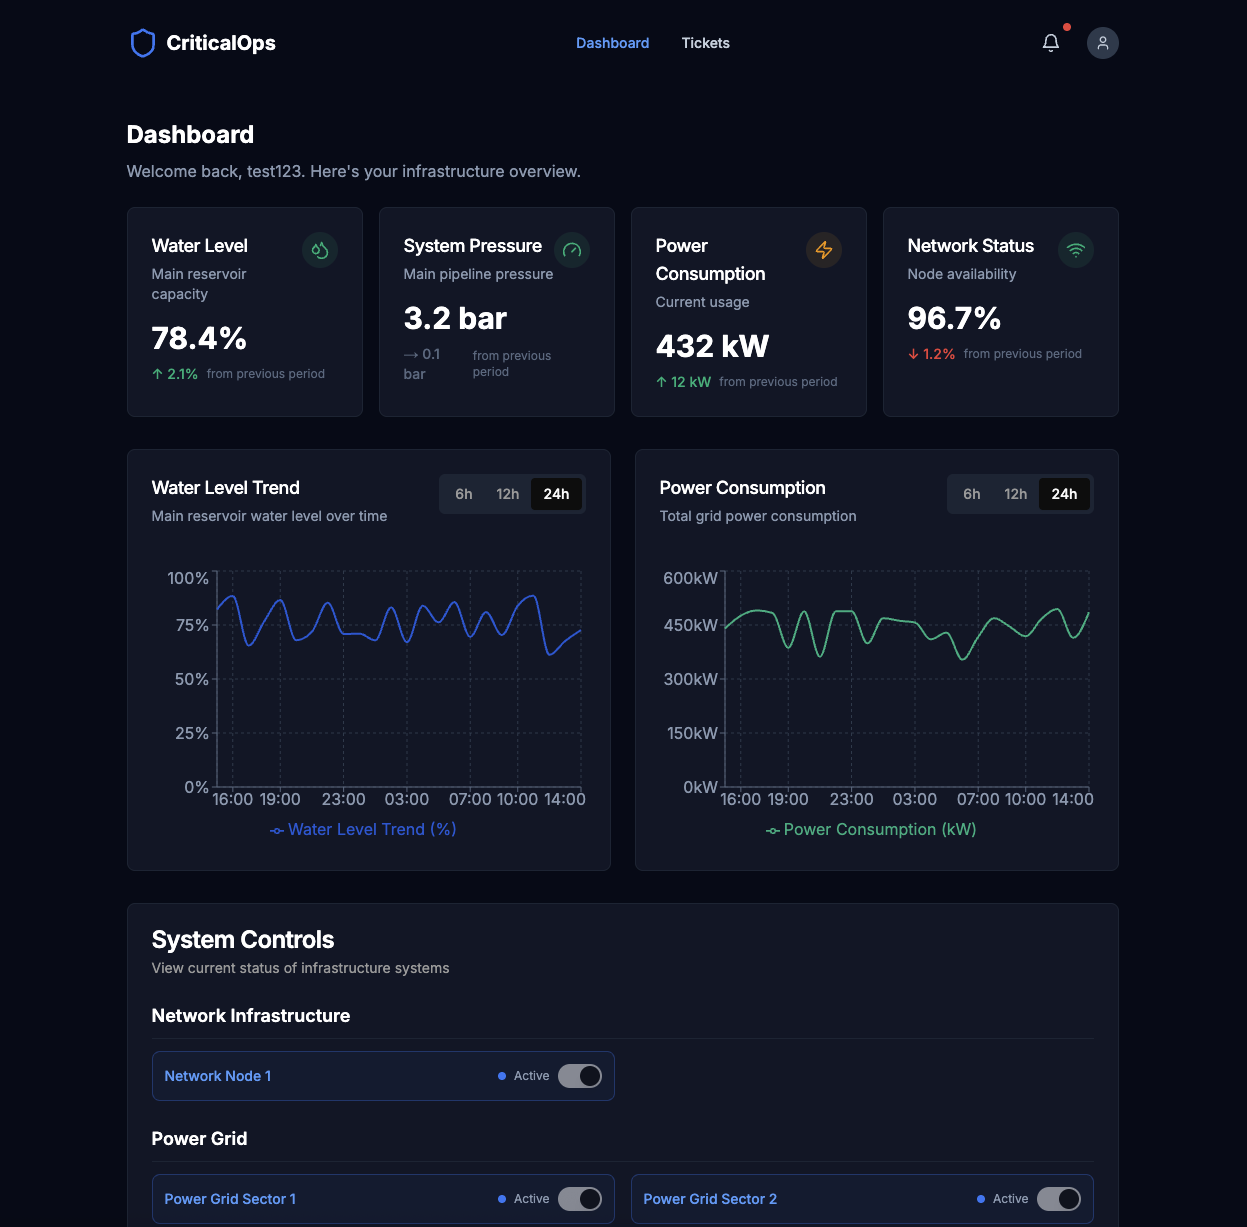 CriticalOps
Dashboard
Tickets
Dashboard
Welcome back, test123. Here's your infrastructure overview.
Water Level
Main reservoir
capacity
78.4%
↑ 2.1% from previous period
System Pressure
Main pipeline pressure
3.2 bar
→ 0.1
bar
from previous
period
Power
Consumption
Current usage
432 kW
↑ 12 kW from previous period
Network Status
Node availability
96.7%
↓ 1.2% from previous period
Water Level Trend
Main reservoir water level over time
6h 12h 24h
100%
75%
50%
25%
0%
16:00 19:00 23:00 03:00 07:00 10:00 14:00
Water Level Trend (%)
Power Consumption
Total grid power consumption
6h 12h 24h
600kW
450kW
300kW
150kW
0kW
16:00 19:00 23:00 03:00 07:00 10:00 14:00
Power Consumption (kW)
System Controls
View current status of infrastructure systems
Network Infrastructure
Network Node 1 Active
Power Grid
Power Grid Sector 1 Active
Power Grid Sector 2 Active